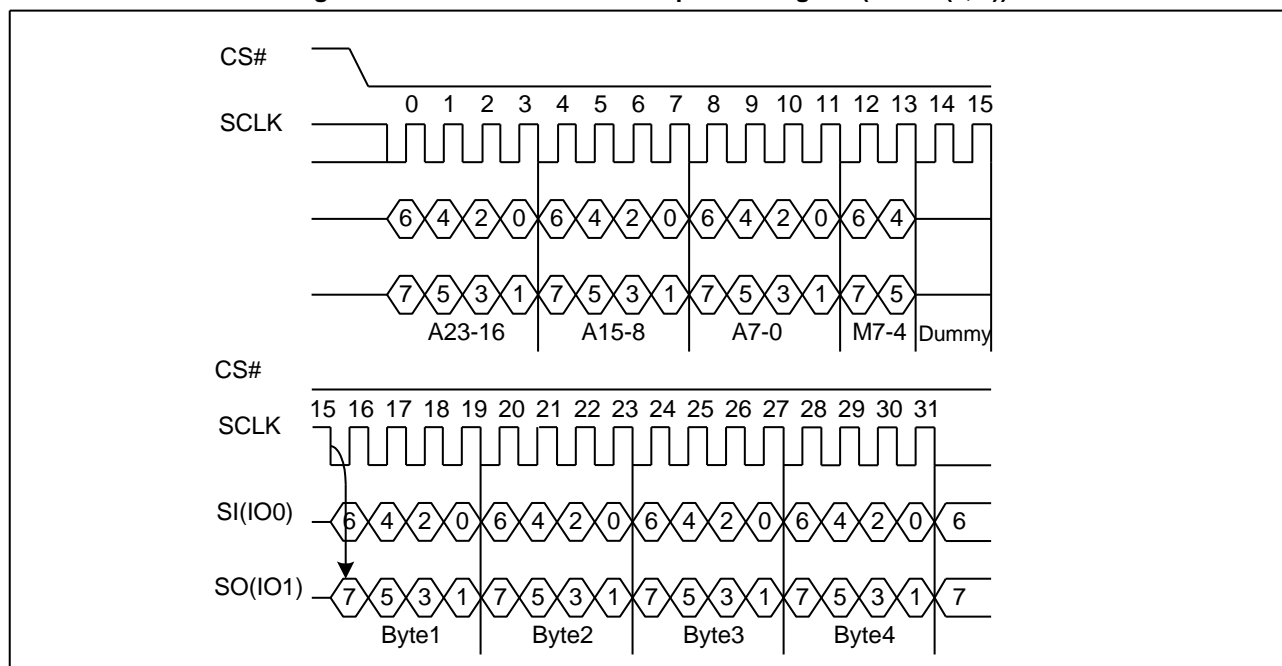 CS#
0 1 2 3 4 5 6 7 8 9 10 11 12 13 14 15
SCLK
6 4 2 0 6 4 2 0 6 4 2 0 6 4
7 5 3 1 7 5 3 1 7 5 3 1 7 5
A23-16 A15-8 A7-0 M7-4 Dummy
CS#
15 16 17 18 19 20 21 22 23 24 25 26 27 28 29 30 31
SCLK
SI(IO0) 6 4 2 0 6 4 2 0 6 4 2 0 6 4 2 0 6
SO(IO1) 7 5 3 1 7 5 3 1 7 5 3 1 7 5 3 1 7
Byte1 Byte2 Byte3 Byte4